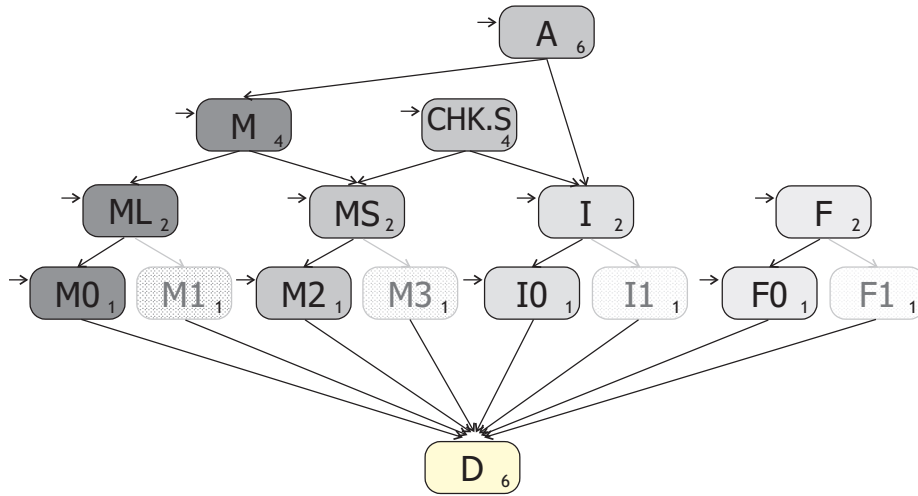 A 6
M 4
CHK.S 4
ML 2
MS 2
I 2
F 2
M0 1
M1 1
M2 1
M3 1
I0 1
I1 1
F0 1
F1 1
D 6